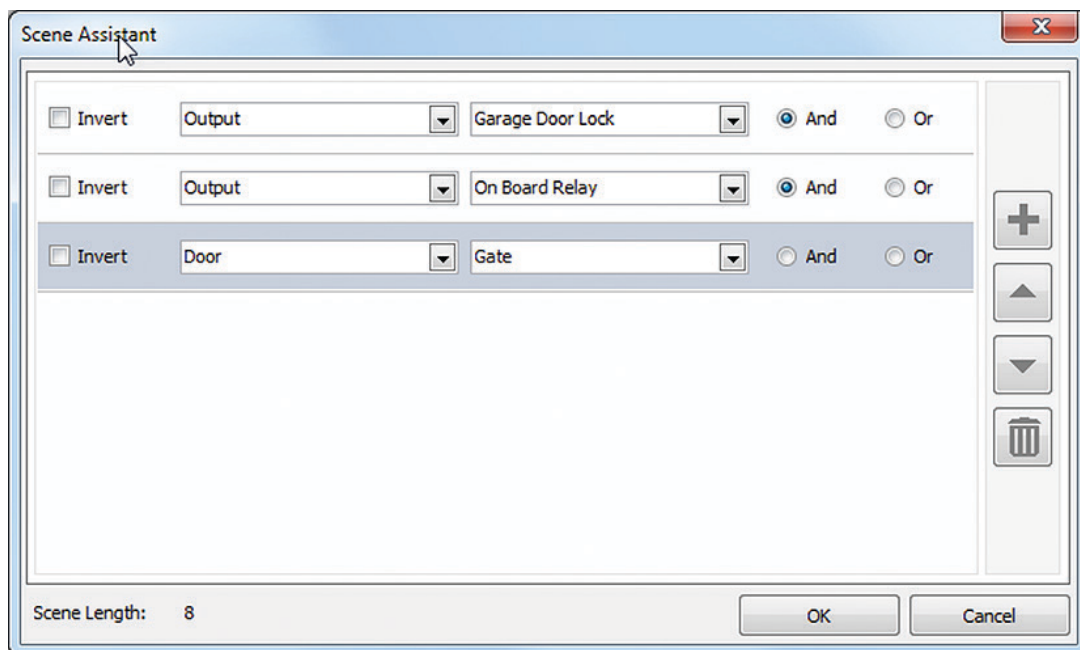 Scene Assistant
Invert Output Garage Door Lock And Or
Invert Output On Board Relay And Or
Invert Door Gate And Or
Scene Length: 8 OK Cancel